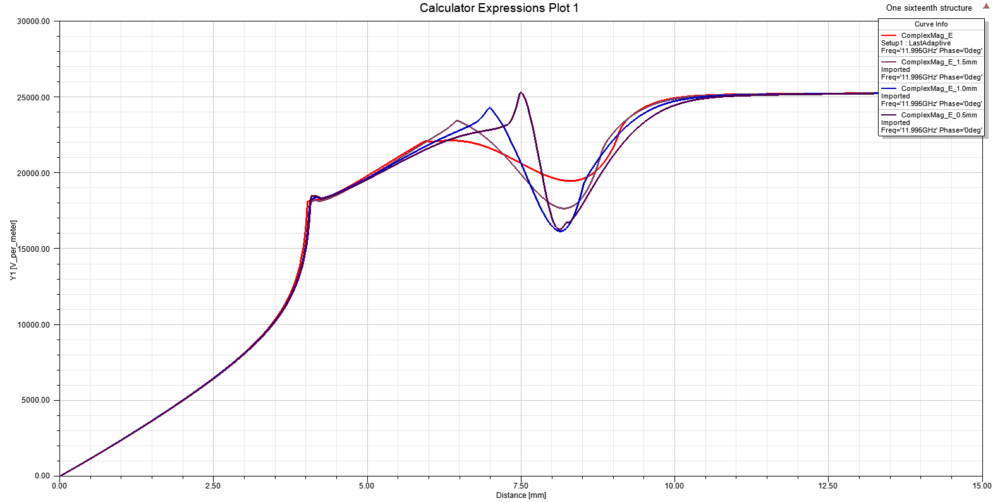 Calculator Expressions Plot 1
One sixteenth structure
Curve Info
ComplexMag_E
Setup1 : LastAdaptive
Freq='11.995GHz' Phase='0deg'
ComplexMag_E_1.5mm
Imported
Freq='11.995GHz' Phase='0deg'
ComplexMag_E_1.0mm
Imported
Freq='11.995GHz' Phase='0deg'
ComplexMag_E_0.5mm
Imported
Freq='11.995GHz' Phase='0deg'
30000.00
25000.00
20000.00
15000.00
10000.00
5000.00
0.00
Y1 [V_per_meter]
0.00 2.50 5.00 7.50 10.00 12.50 15.00
Distance [mm]